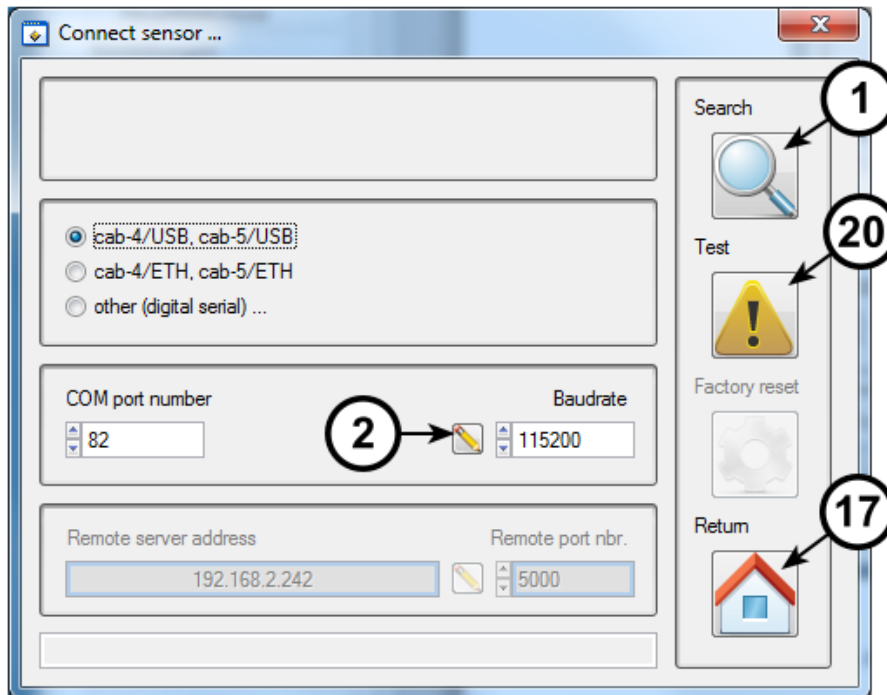 Connect sensor ...
x
Search
1
cab-4/USB, cab-5/USB
cab-4/ETH, cab-5/ETH
other (digital serial) ...
Test
20
COM port number
82
2
Baudrate
115200
Factory reset
Remote server address
192.168.2.242
Remote port nbr.
5000
Return
17